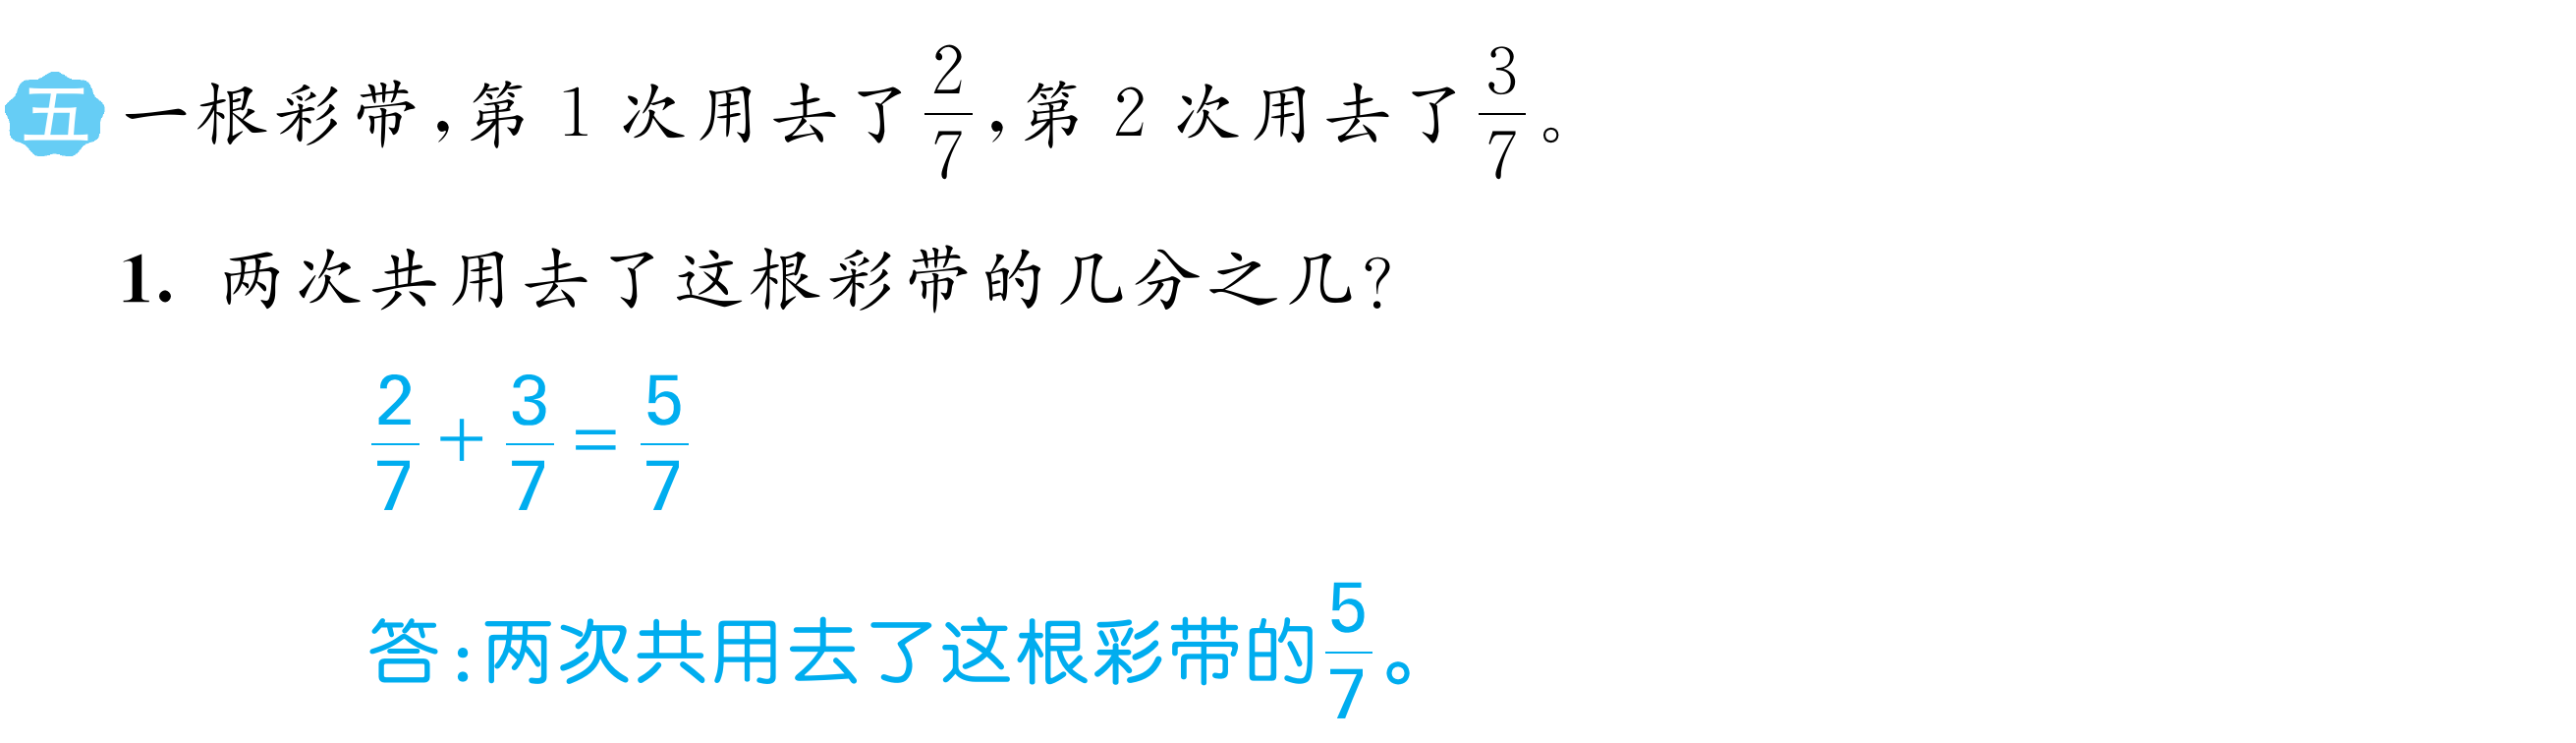 五 一根彩带,第 1 次用去了 2/7,第 2 次用去了 3/7。
1. 两次共用去了这根彩带的几分之几?
2/7 + 3/7 = 5/7
答:两次共用去了这根彩带的 5/7。